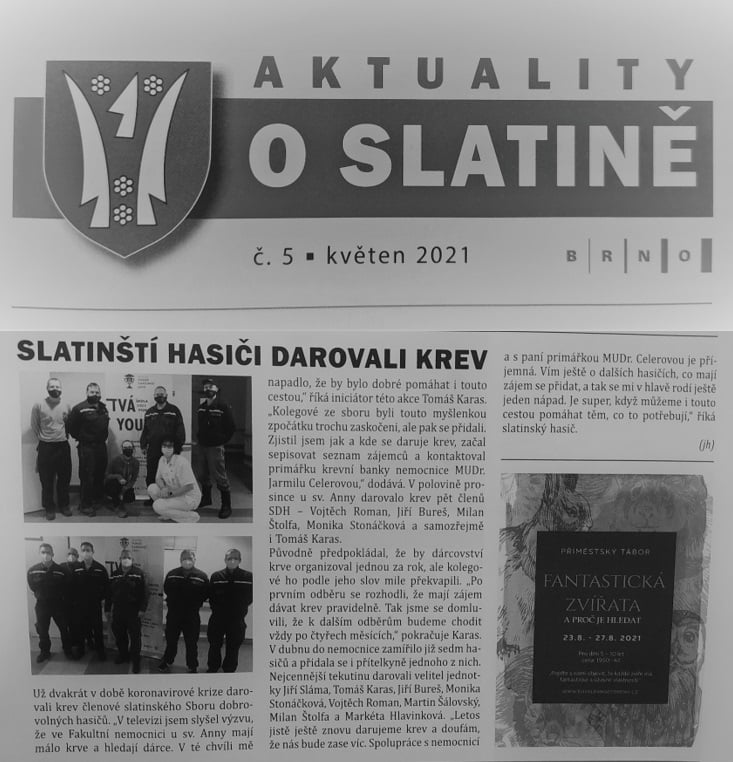 AKTUALITY
O SLATINĚ
č. 5 ▪ květen 2021
BRNO
SLATINŠTÍ HASIČI DAROVALI KREV
TVÁ
YOU
Už dvakrát v době koronavirové krize daro-
vali krev členové slatinského Sboru dobro-
volných hasičů. „V televizi jsem slyšel výzvu,
že ve Fakultní nemocnici u sv. Anny mají
málo krve a hledají dárce. V té chvíli mě
napadlo, že by bylo dobré pomáhat i touto
cestou,“ říká iniciátor této akce Tomáš Karas.
„Kolegové ze sboru byli touto myšlenkou
zpočátku trochu zaskočeni, ale pak se přidali.
Zjistil jsem jak a kde se daruje krev, začal
sepisovat seznam zájemců a kontaktoval
primářku krevní banky nemocnice MUDr.
Jarmilu Celerovou,“ dodává. V polovině pro-
since u sv. Anny darovalo krev pět členů
SDH – Vojtěch Roman, Jiří Bureš, Milan
Štolfa, Monika Stonáčková a samozřejmě
i Tomáš Karas.
Původně předpokládal, že by dárcovství
krve organizoval jednou za rok, ale kolego-
vé ho podle jeho slov mile překvapili. „Po
prvním odběru se rozhodli, že mají zájem
dávat krev pravidelně. Tak jsme se domlu-
vili, že k dalším odběrům budeme chodit
vždy po čtyřech měsících,“ pokračuje Karas.
V dubnu do nemocnice zamířilo již sedm ha-
sičů a přidala se i přítelkyně jednoho z nich.
Nejcennější tekutinu darovali velitel jednot-
ky Jiří Sláma, Tomáš Karas, Jiří Bureš, Monika
Stonáčková, Vojtěch Roman, Martin Šálovský,
Milan Štolfa a Markéta Hlavinková. „Letos
jistě ještě znovu darujeme krev a doufám,
že nás bude zase víc. Spolupráce s nemocnicí
a s paní primářkou MUDr. Celerovou je pří-
jemná. Vím ještě o dalších hasičích, co mají
zájem se přidat, a tak se mi v hlavě rodí ještě
jeden nápad. Je super, když můžeme i touto
cestou pomáhat těm, co to potřebují,“ říká
slatinský hasič.
(jh)
PŘÍMĚSTSKÝ TÁBOR
FANTASTICKÁ
ZVÍŘATA
A PROČ JE HLEDAT
23.8. - 27.8. 2021
Pro děti 5 - 10 let